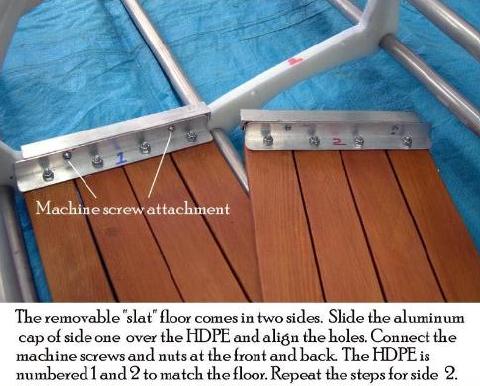 1
2
Machine screw attachment
The removable "slat" floor comes in two sides. Slide the aluminum
cap of side one over the HDPE and align the holes. Connect the
machine screws and nuts at the front and back. The HDPE is
numbered 1 and 2 to match the floor. Repeat the steps for side 2.